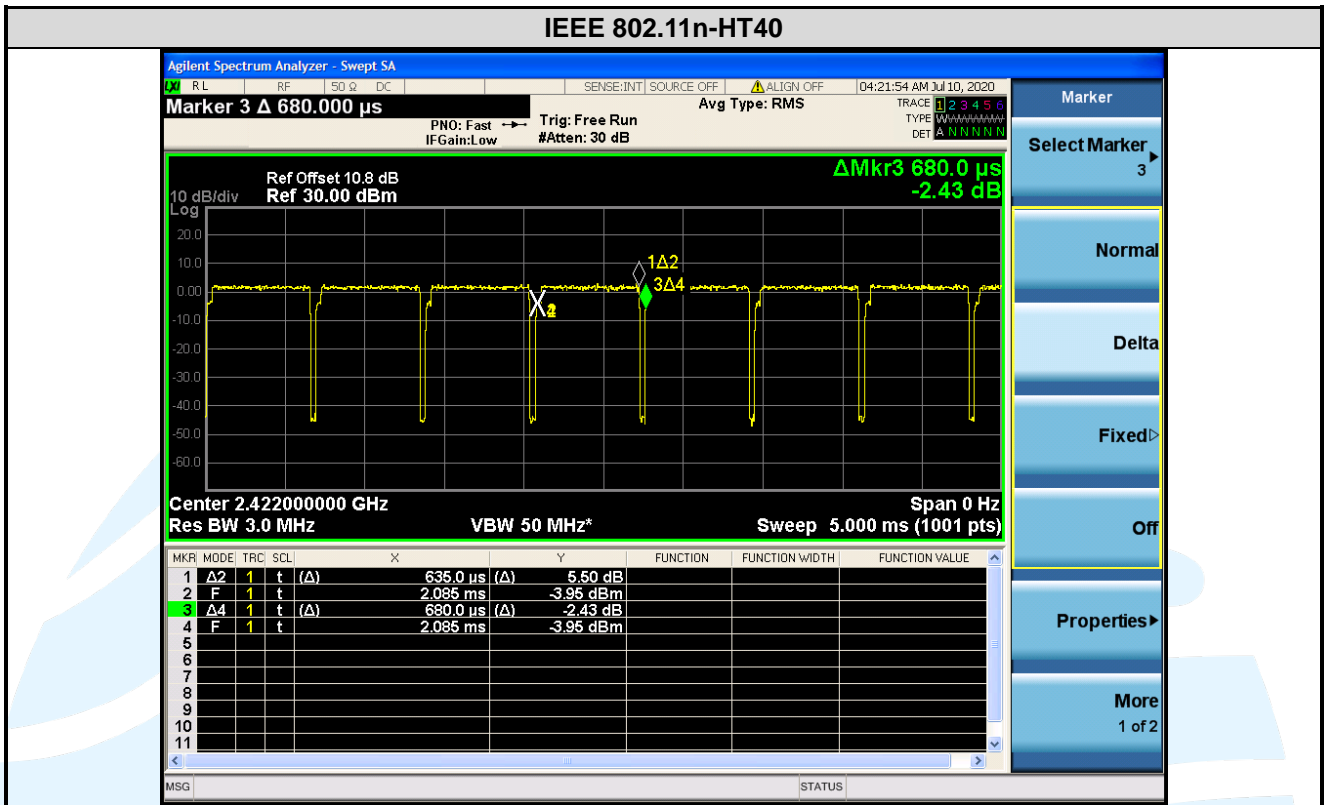 IEEE 802.11n-HT40
Agilent Spectrum Analyzer - Swept SA
LXI RL RF 50 Ω DC SENSE:INT SOURCE OFF ⚠ALIGN OFF 04:21:54 AM Jul 10, 2020
Marker 3 Δ 680.000 µs
PNO: Fast
IFGain:Low
Trig: Free Run
#Atten: 30 dB
Avg Type: RMS
TRACE 1 2 3 4 5 6
TYPE
DET A N N N N N
ΔMkr3 680.0 µs
-2.43 dB
Ref Offset 10.8 dB
10 dB/div Ref 30.00 dBm
Log
20.0
10.0
0.00
-10.0
-20.0
-30.0
-40.0
-50.0
-60.0
1Δ2
3Δ4
Center 2.422000000 GHz Span 0 Hz
Res BW 3.0 MHz VBW 50 MHz* Sweep 5.000 ms (1001 pts)
MKR MODE TRC SCL X Y FUNCTION FUNCTION WIDTH FUNCTION VALUE
1 Δ2 1 t (Δ) 635.0 µs (Δ) 5.50 dB
2 F 1 t 2.085 ms -3.95 dBm
3 Δ4 1 t (Δ) 680.0 µs (Δ) -2.43 dB
4 F 1 t 2.085 ms -3.95 dBm
5
6
7
8
9
10
11
MSG STATUS
Marker
Select Marker
3
Normal
Delta
Fixed
Off
Properties
More
1 of 2